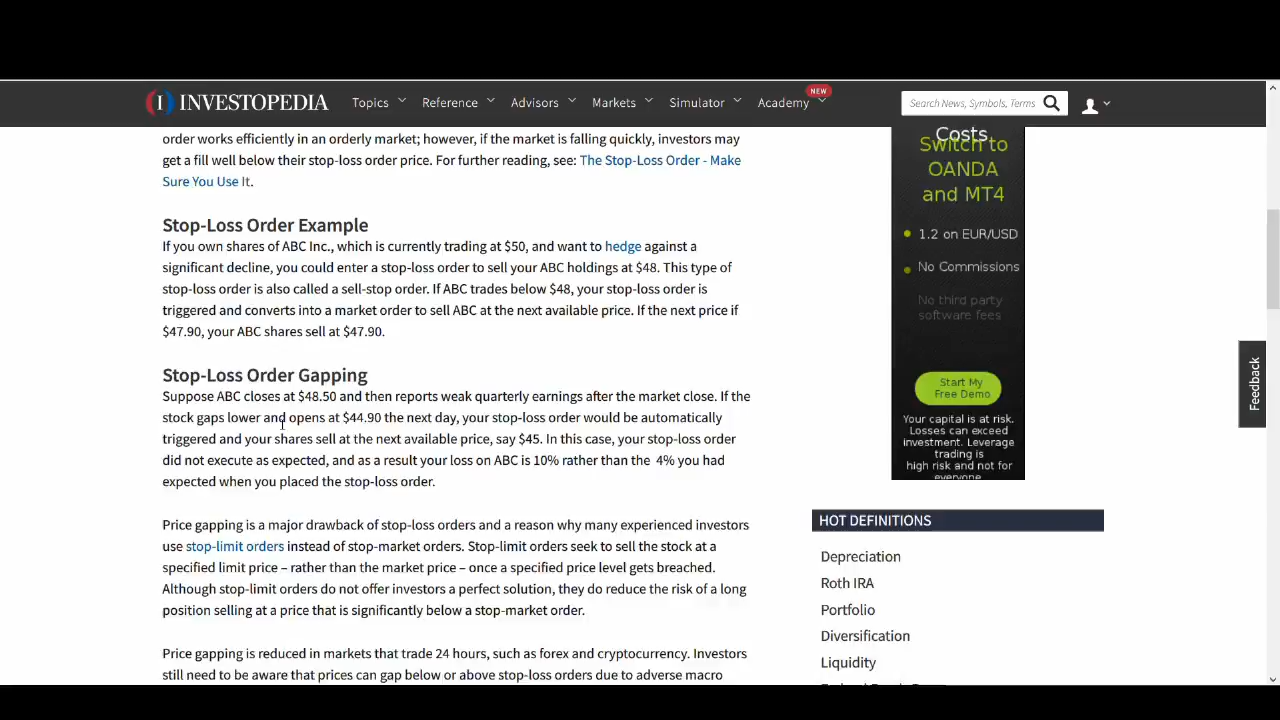 INVESTOPEDIA
Topics
Reference
Advisors
Markets
Simulator
Academy
NEW
Search News, Symbols, Terms
order works efficiently in an orderly market; however, if the market is falling quickly, investors may
get a fill well below their stop-loss order price. For further reading, see: The Stop-Loss Order - Make
Sure You Use It.
Stop-Loss Order Example
If you own shares of ABC Inc., which is currently trading at $50, and want to hedge against a
significant decline, you could enter a stop-loss order to sell your ABC holdings at $48. This type of
stop-loss order is also called a sell-stop order. If ABC trades below $48, your stop-loss order is
triggered and converts into a market order to sell ABC at the next available price. If the next price if
$47.90, your ABC shares sell at $47.90.
Stop-Loss Order Gapping
Suppose ABC closes at $48.50 and then reports weak quarterly earnings after the market close. If the
stock gaps lower and opens at $44.90 the next day, your stop-loss order would be automatically
triggered and your shares sell at the next available price, say $45. In this case, your stop-loss order
did not execute as expected, and as a result your loss on ABC is 10% rather than the 4% you had
expected when you placed the stop-loss order.
Price gapping is a major drawback of stop-loss orders and a reason why many experienced investors
use stop-limit orders instead of stop-market orders. Stop-limit orders seek to sell the stock at a
specified limit price – rather than the market price – once a specified price level gets breached.
Although stop-limit orders do not offer investors a perfect solution, they do reduce the risk of a long
position selling at a price that is significantly below a stop-market order.
Price gapping is reduced in markets that trade 24 hours, such as forex and cryptocurrency. Investors
still need to be aware that prices can gap below or above stop-loss orders due to adverse macro
Costs
Switch to
OANDA
and MT4
1.2 on EUR/USD
No Commissions
No third party
software fees
Start My
Free Demo
Your capital is at risk.
Losses can exceed
investment. Leverage
trading is
high risk and not for
everyone
HOT DEFINITIONS
Depreciation
Roth IRA
Portfolio
Diversification
Liquidity
Feedback